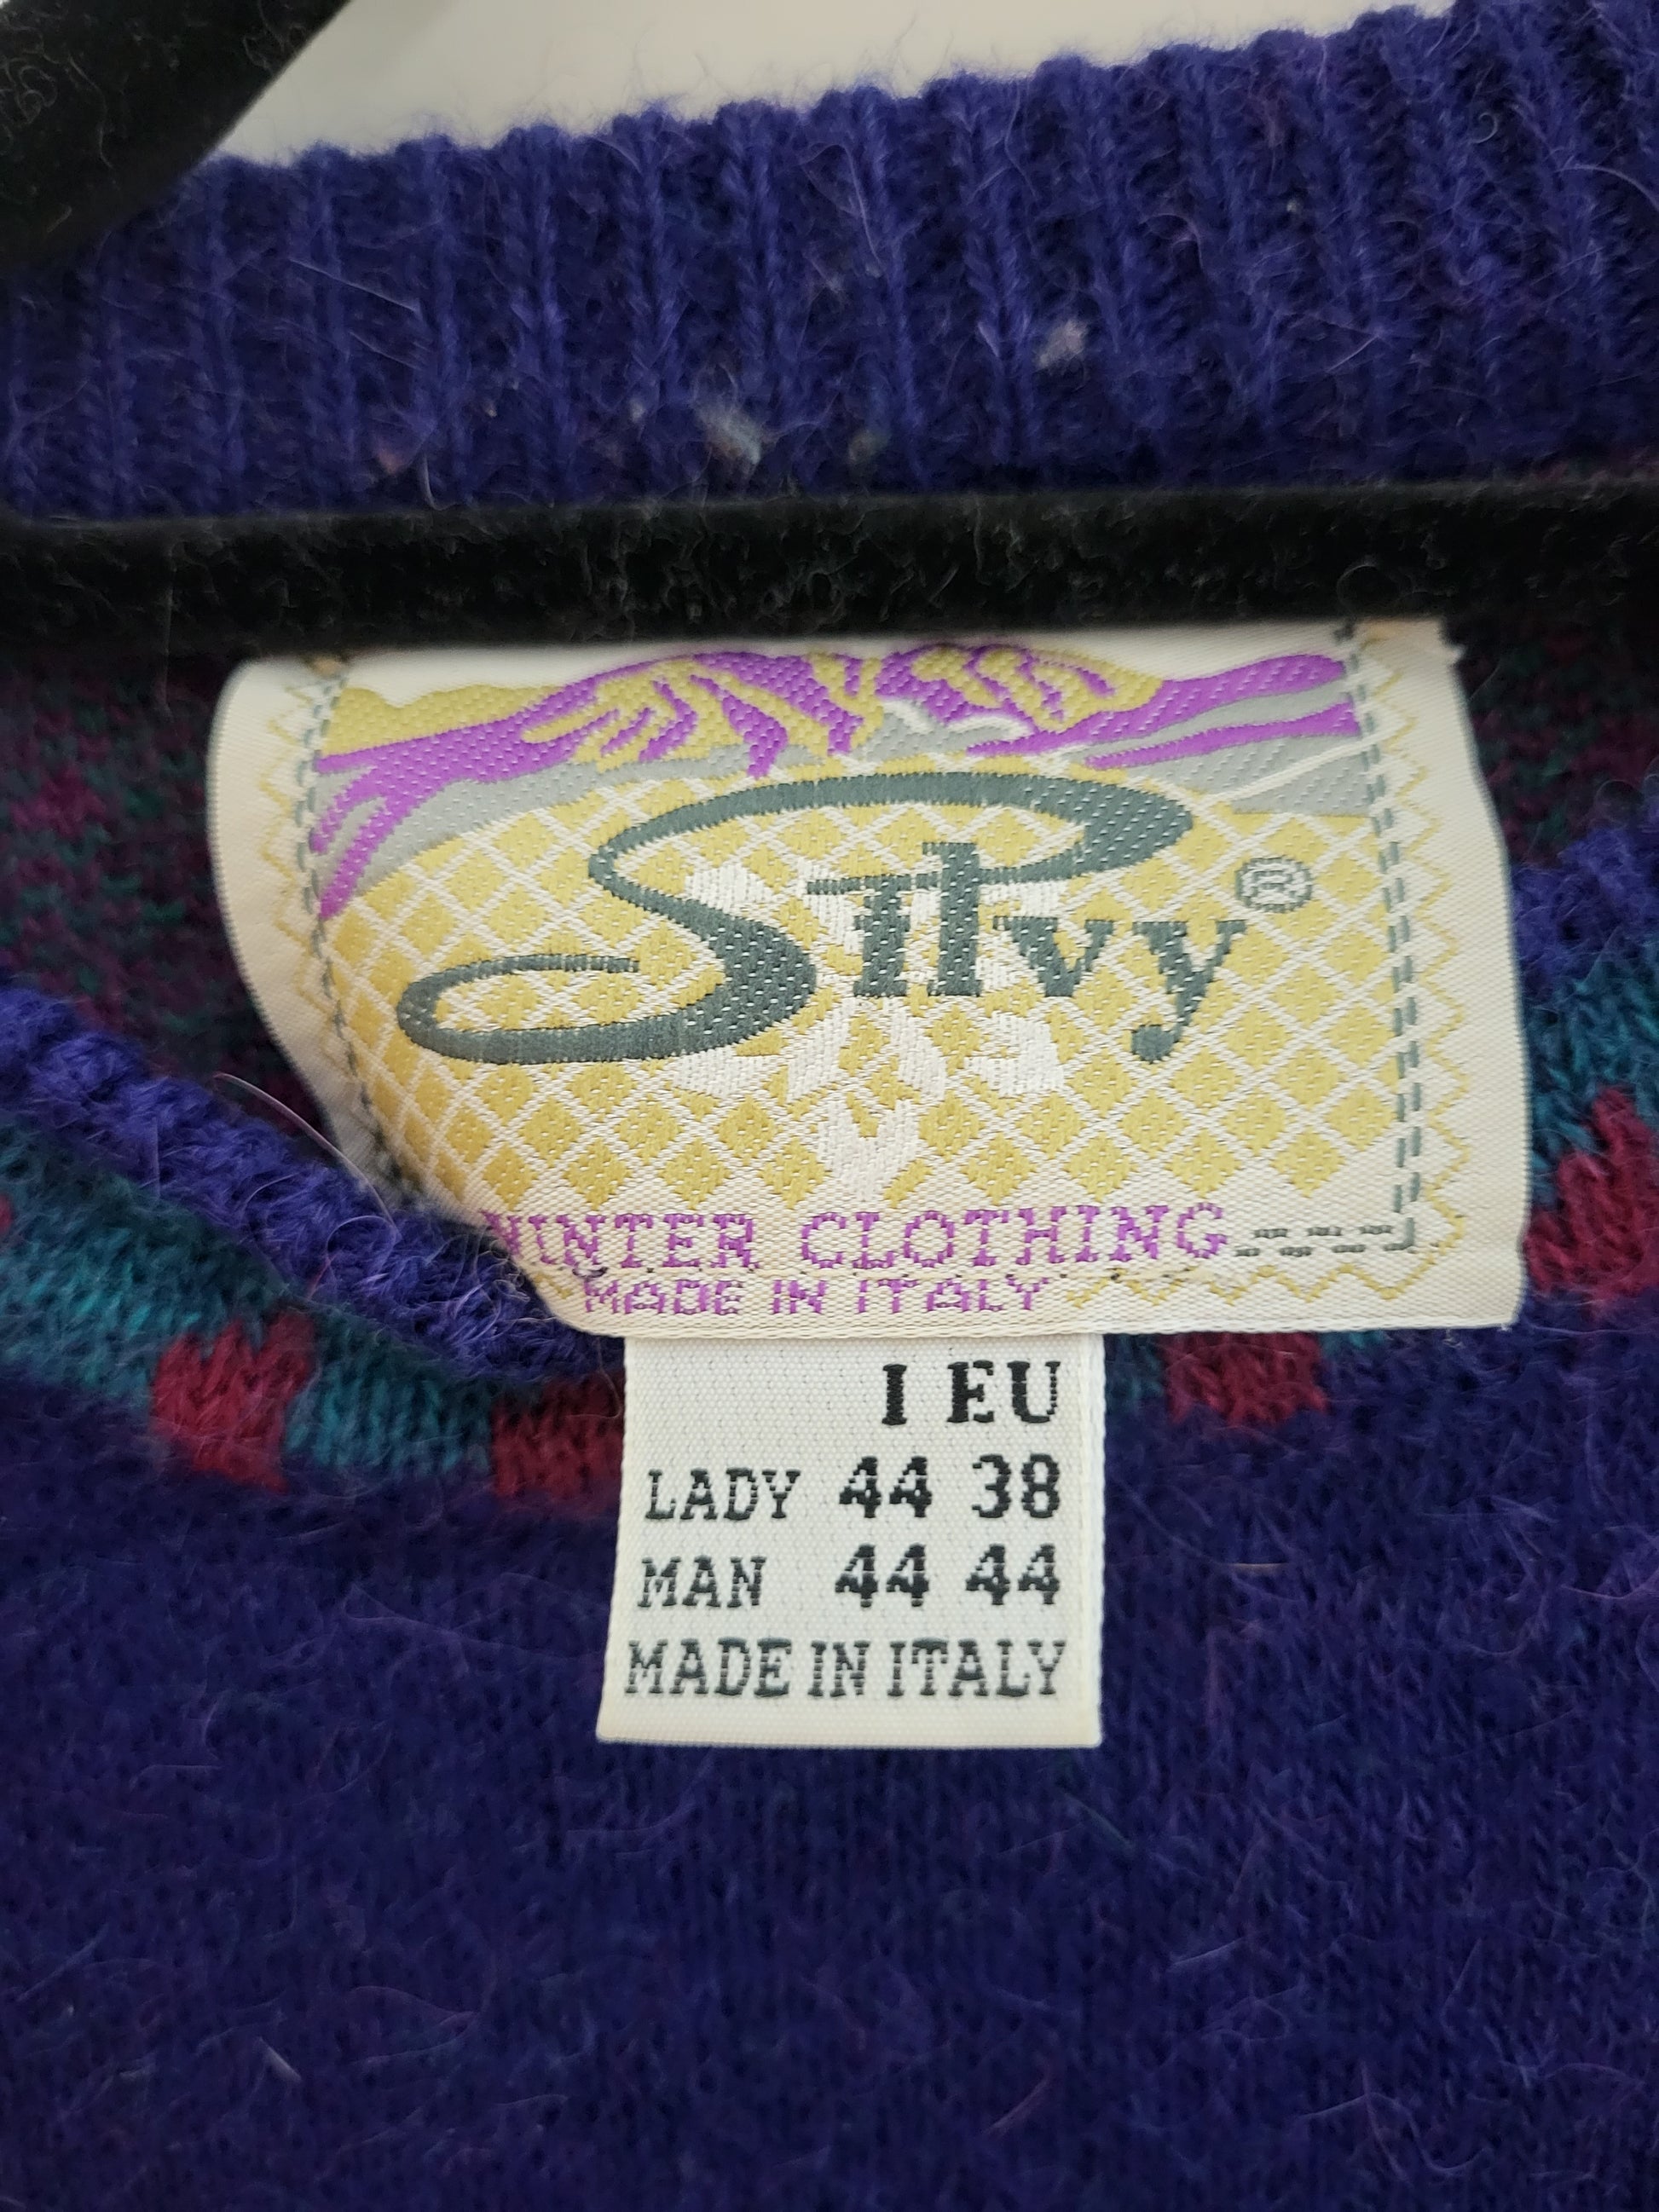 Silvy®
WINTER CLOTHING
MADE IN ITALY
I EU
LADY 44 38
MAN 44 44
MADE IN ITALY